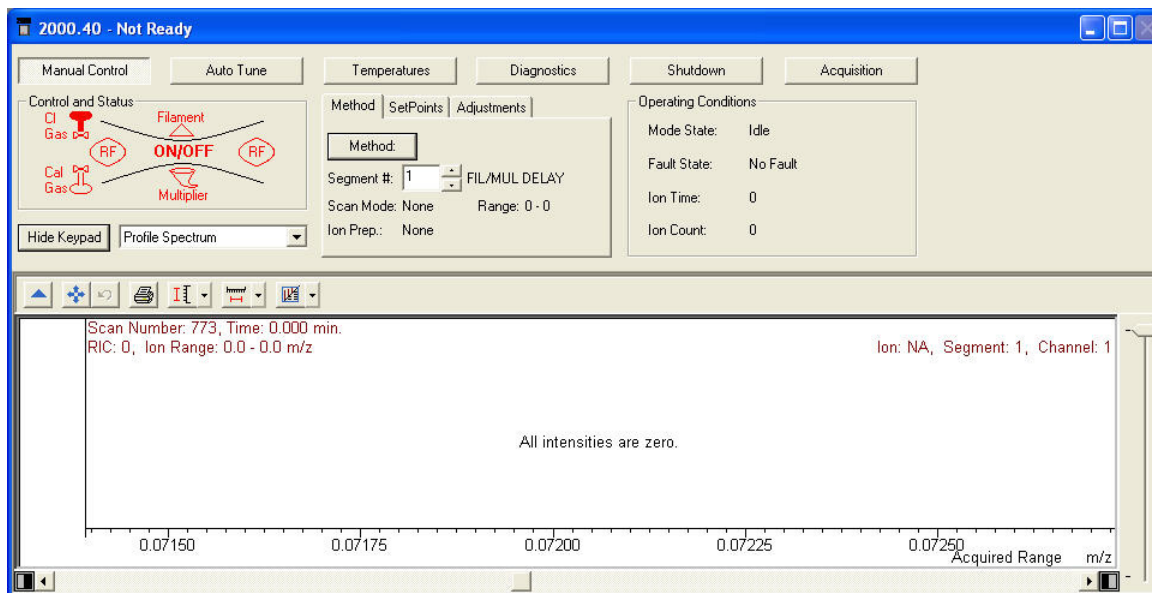 2000.40 - Not Ready
Manual Control Auto Tune Temperatures Diagnostics Shutdown Acquisition
Control and Status
CI
Gas
Filament
RF ON/OFF RF
Cal
Gas
Multiplier
Hide Keypad Profile Spectrum
Method SetPoints Adjustments
Method:
Segment #: 1 FIL/MUL DELAY
Scan Mode: None Range: 0 - 0
Ion Prep.: None
Operating Conditions
Mode State: Idle
Fault State: No Fault
Ion Time: 0
Ion Count: 0
Scan Number: 773, Time: 0.000 min.
RIC: 0, Ion Range: 0.0 - 0.0 m/z
Ion: NA, Segment: 1, Channel: 1
All intensities are zero.
0.07150 0.07175 0.07200 0.07225 0.07250
Acquired Range m/z